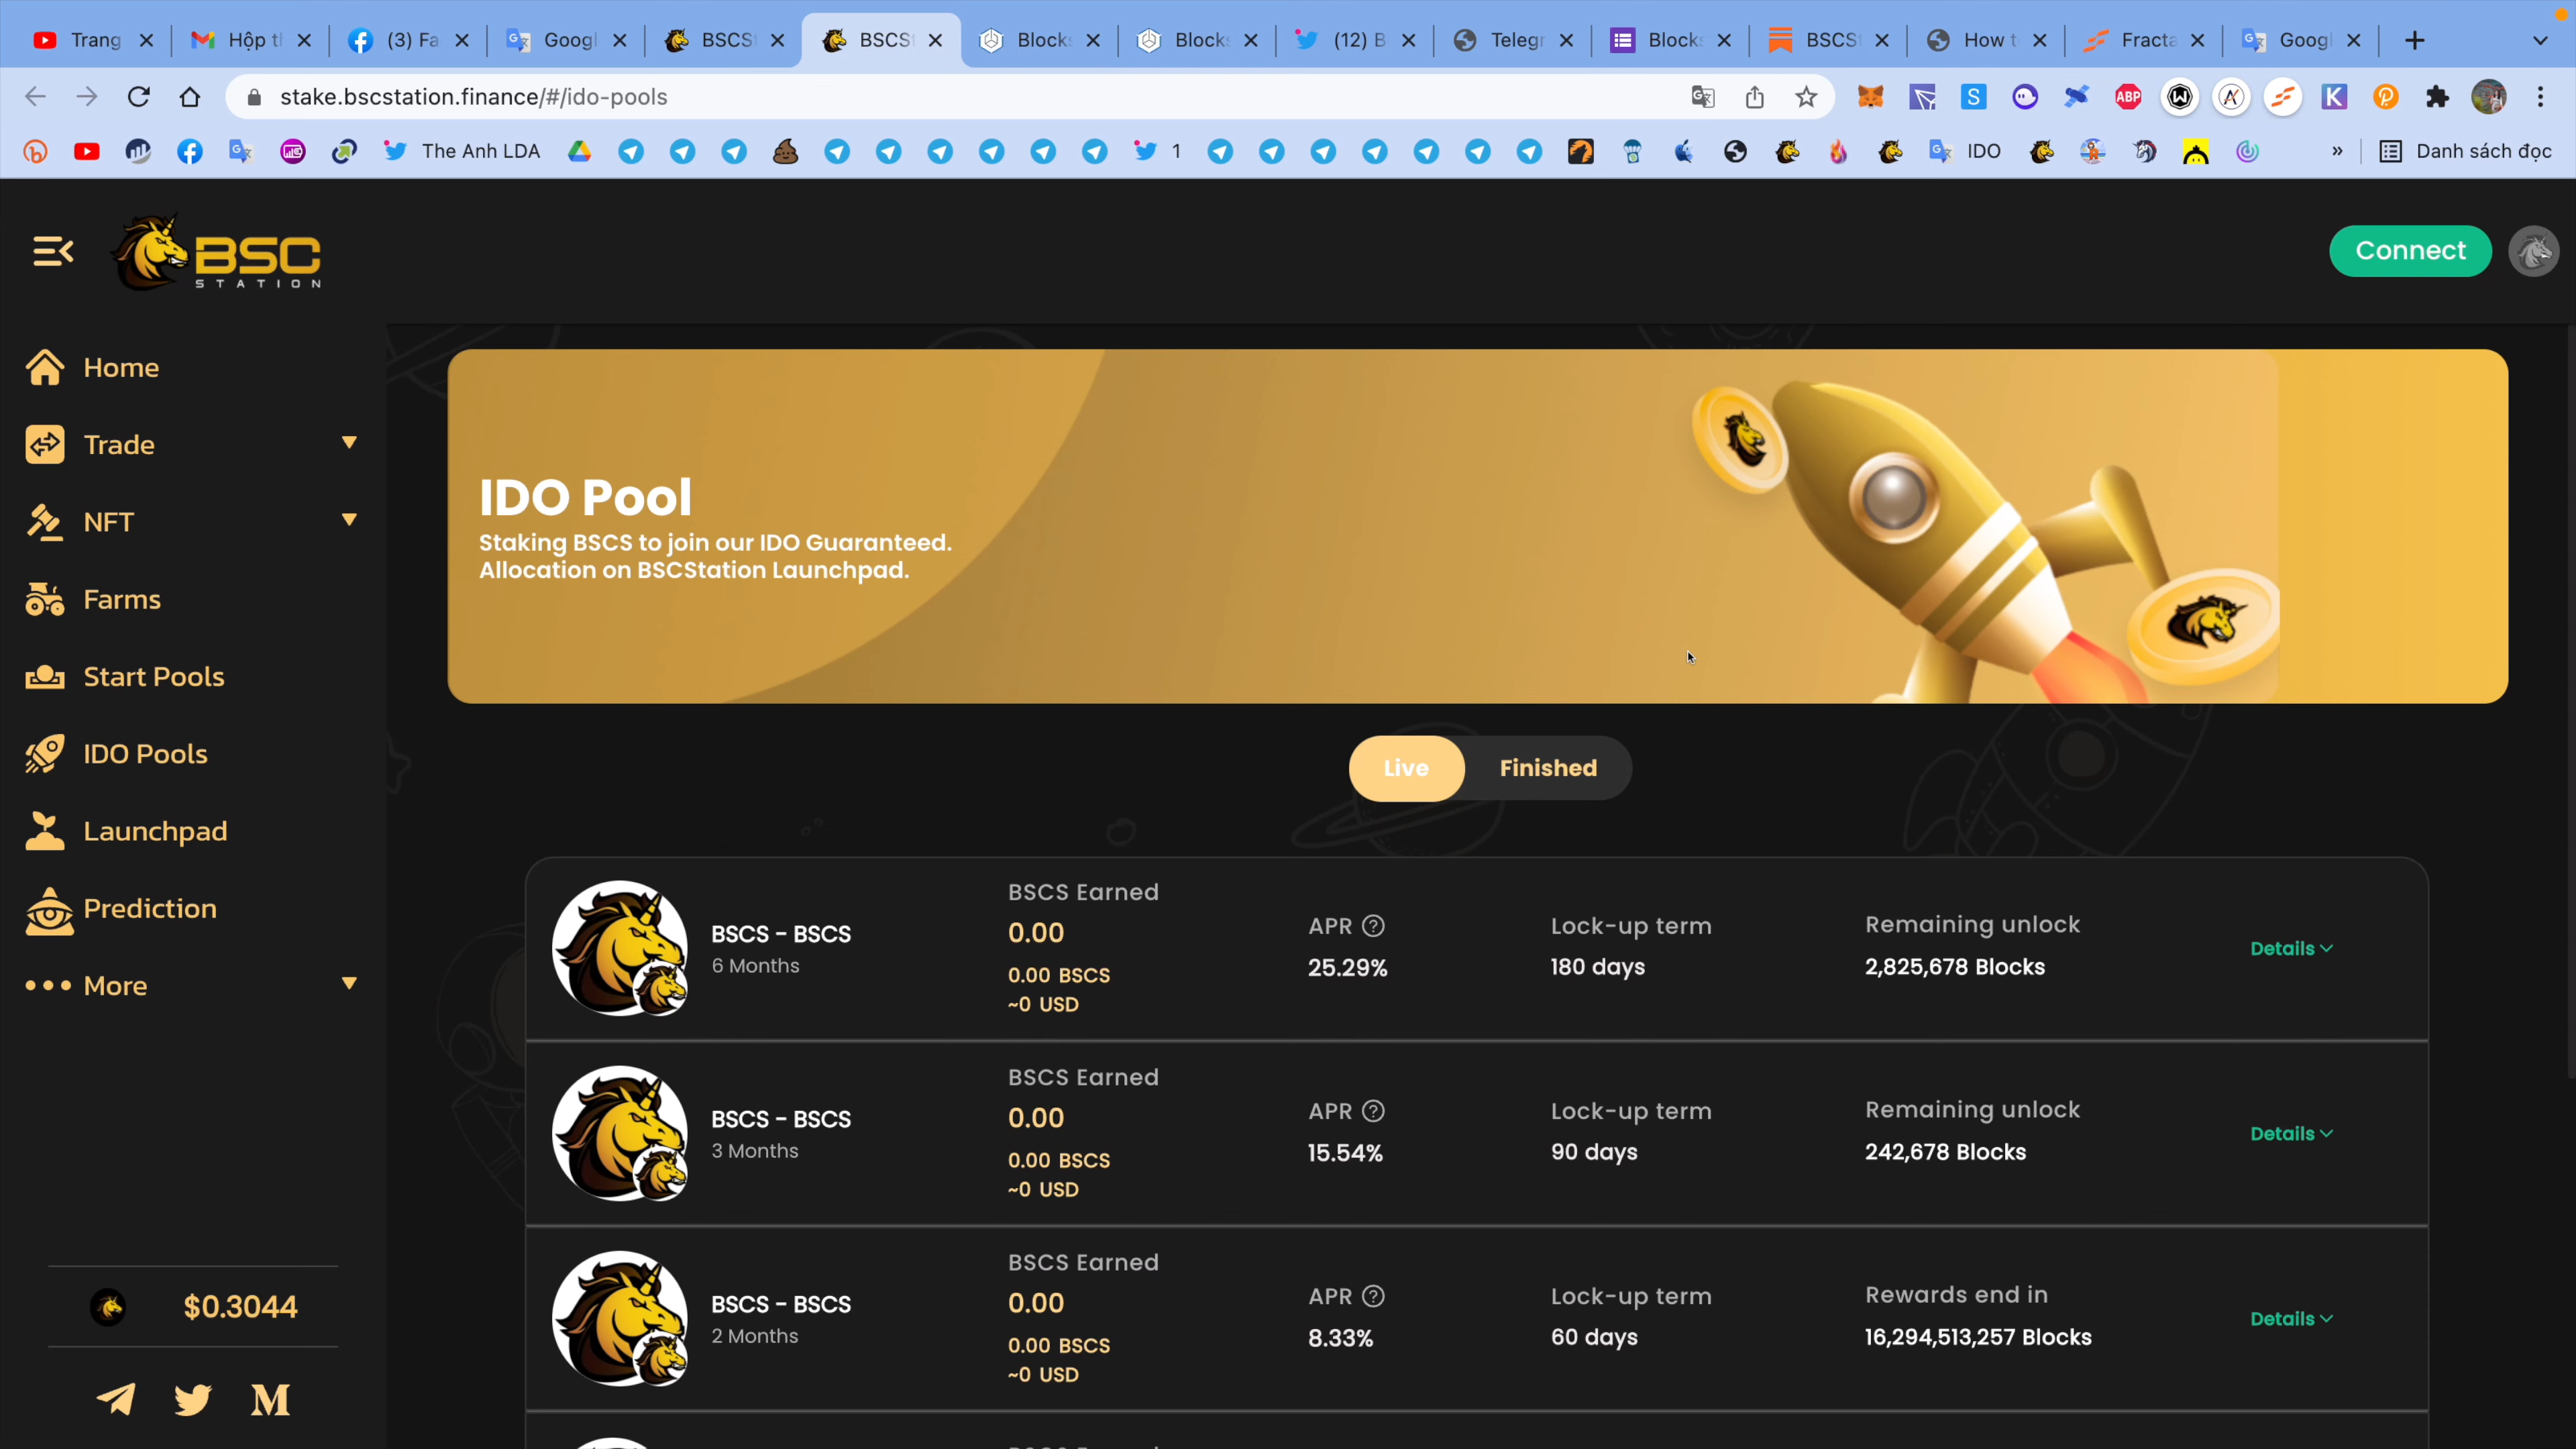 Trang
Hộp t
(3) Fa
Googl
BSCS
BSCS
Block
Block
(12) B
Telegr
Block
BSCS
How t
Fracta
Googl
stake.bscstation.finance/#/ido-pools
The Anh LDA
1
IDO
Danh sách đọc
BSC
STATION
Connect
Home
Trade
NFT
Farms
Start Pools
IDO Pools
Launchpad
Prediction
More
$0.3044
IDO Pool
Staking BSCS to join our IDO Guaranteed.
Allocation on BSCStation Launchpad.
Live
Finished
BSCS - BSCS
6 Months
BSCS Earned
0.00
0.00 BSCS
~0 USD
APR
25.29%
Lock-up term
180 days
Remaining unlock
2,825,678 Blocks
Details
BSCS - BSCS
3 Months
BSCS Earned
0.00
0.00 BSCS
~0 USD
APR
15.54%
Lock-up term
90 days
Remaining unlock
242,678 Blocks
Details
BSCS - BSCS
2 Months
BSCS Earned
0.00
0.00 BSCS
~0 USD
APR
8.33%
Lock-up term
60 days
Rewards end in
16,294,513,257 Blocks
Details